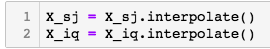 1 X_sj = X_sj.interpolate()
2 X_iq = X_iq.interpolate()